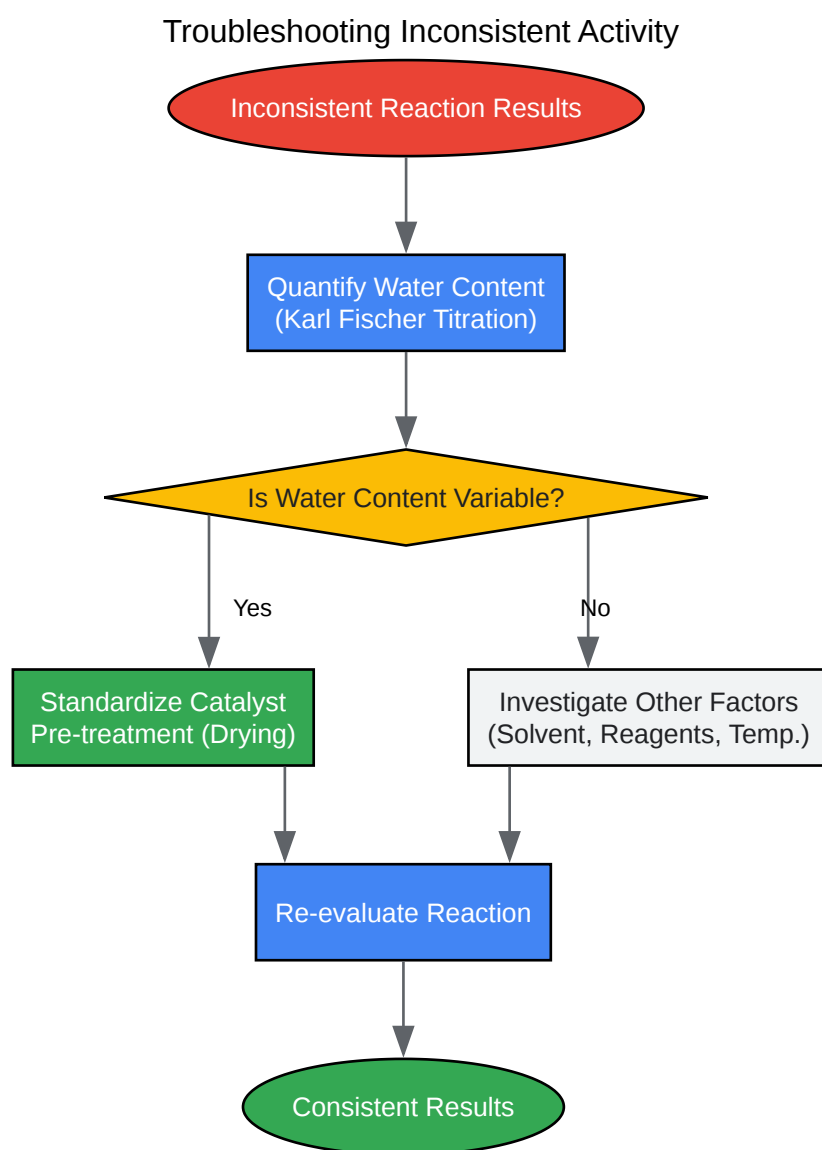 Troubleshooting Inconsistent Activity
Inconsistent Reaction Results
Quantify Water Content
(Karl Fischer Titration)
Is Water Content Variable?
Yes
No
Standardize Catalyst
Pre-treatment (Drying)
Investigate Other Factors
(Solvent, Reagents, Temp.)
Re-evaluate Reaction
Consistent Results